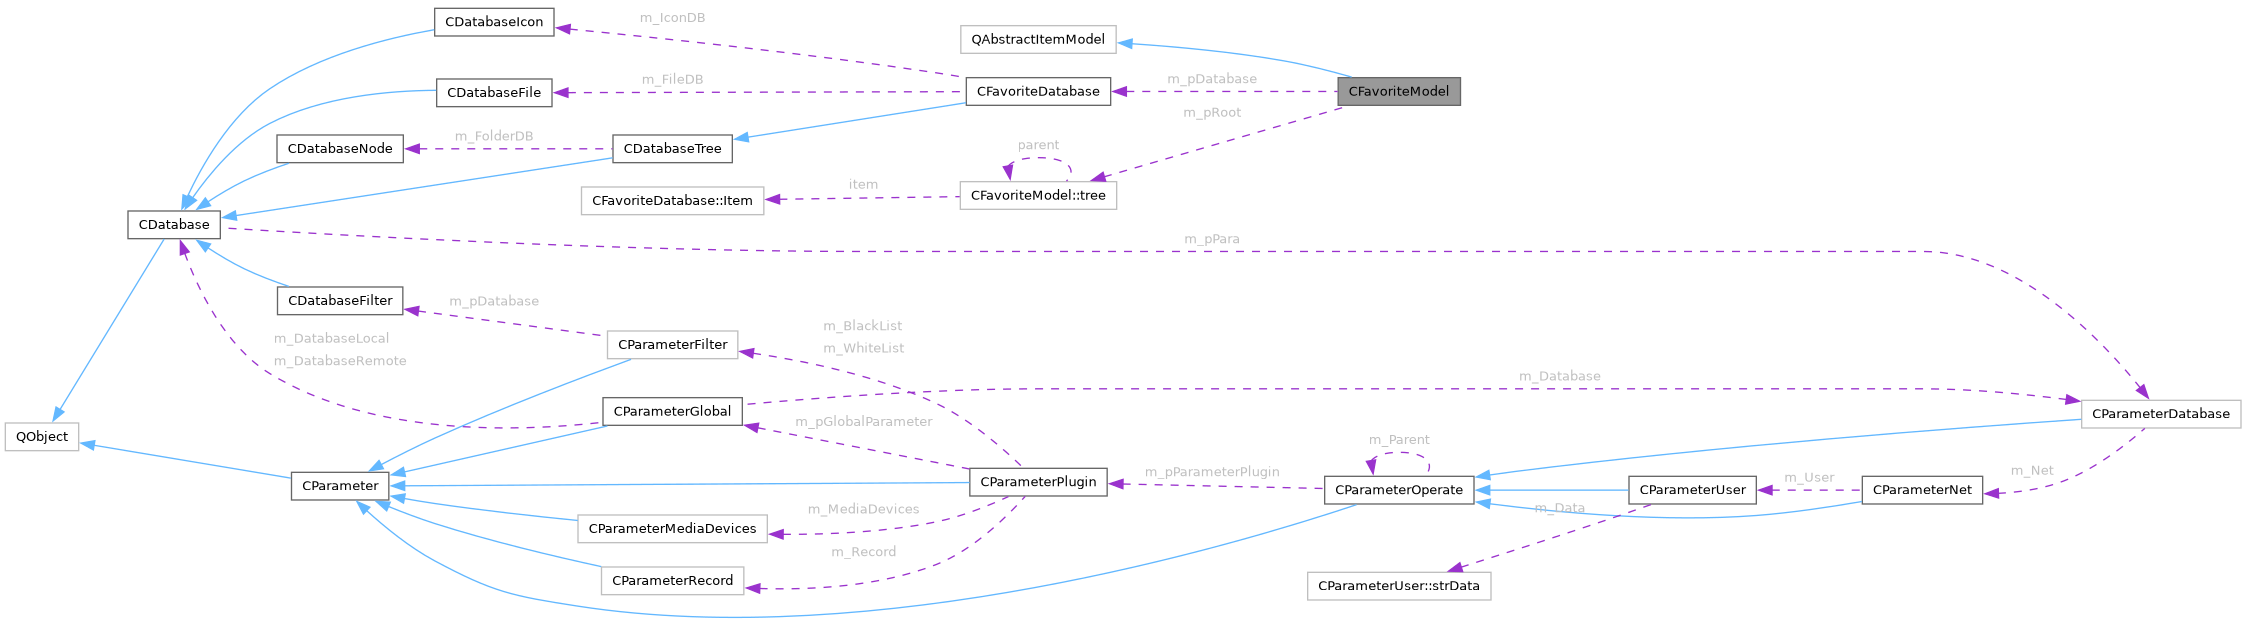 CDatabaseIcon
m_IconDB
QAbstractItemModel
CDatabaseFile
m_FileDB
CFavoriteDatabase
m_pDatabase
CFavoriteModel
m_pRoot
CDatabaseNode
m_FolderDB
CDatabaseTree
parent
item
CFavoriteDatabase::Item
CFavoriteModel::tree
CDatabase
m_pPara
CDatabaseFilter
m_pDatabase
m_DatabaseLocal
m_DatabaseRemote
CParameterFilter
m_BlackList
m_WhiteList
m_Database
CParameterGlobal
m_pGlobalParameter
CParameterDatabase
QObject
m_Parent
CParameter
CParameterPlugin
m_pParameterPlugin
CParameterOperate
CParameterUser
m_User
CParameterNet
m_Net
m_MediaDevices
CParameterMediaDevices
m_Data
m_Record
CParameterRecord
CParameterUser::strData